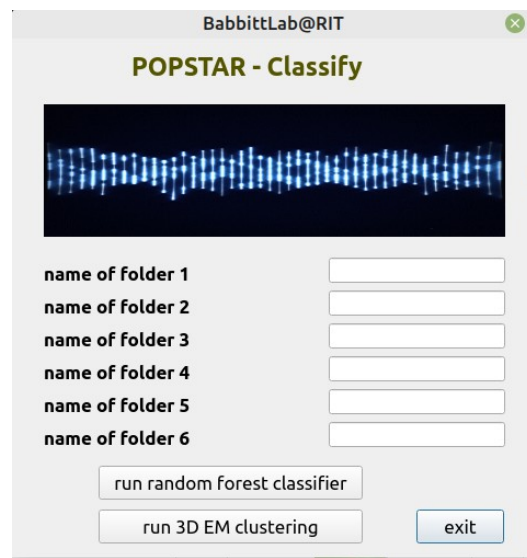 BabbittLab@RIT
POPSTAR - Classify
name of folder 1
name of folder 2
name of folder 3
name of folder 4
name of folder 5
name of folder 6
run random forest classifier
run 3D EM clustering exit